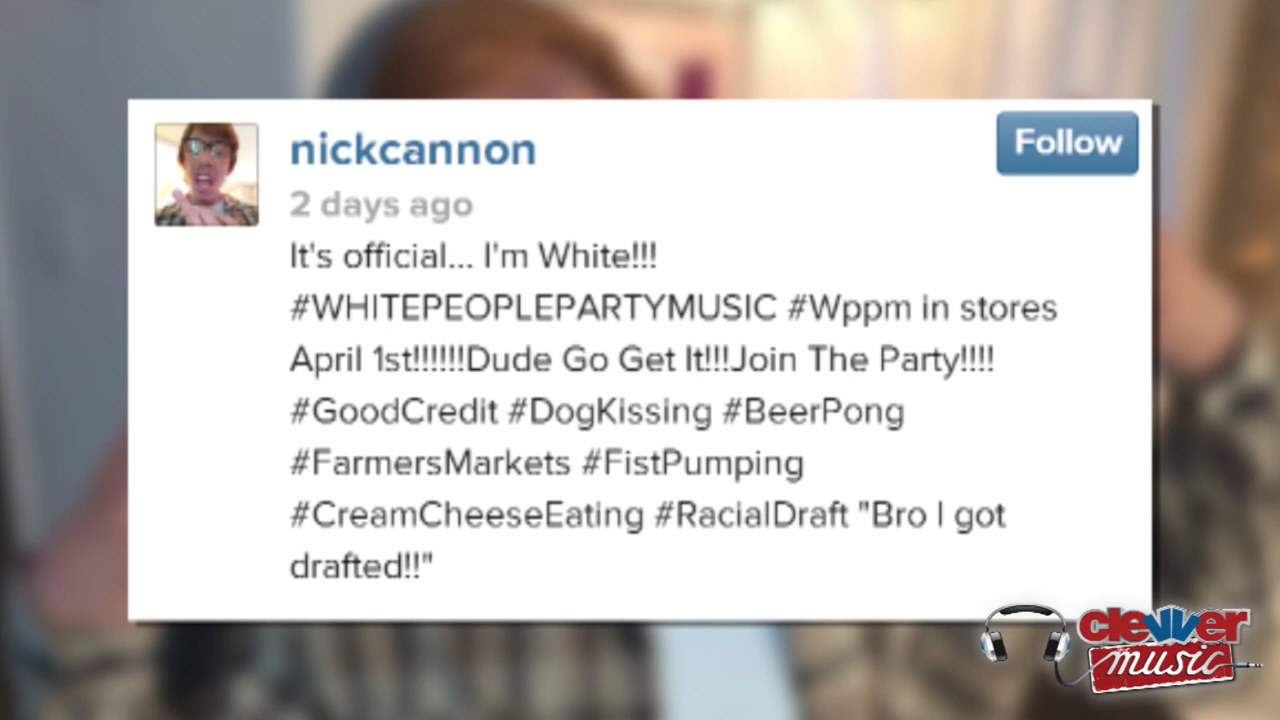 nickcannon
Follow
2 days ago
It's official... I'm White!!!
#WHITEPEOPLEPARTYMUSIC #Wppm in stores
April 1st!!!!!!Dude Go Get It!!!Join The Party!!!!
#GoodCredit #DogKissing #BeerPong
#FarmersMarkets #FistPumping
#CreamCheeseEating #RacialDraft "Bro I got
drafted!!"
clevver
music